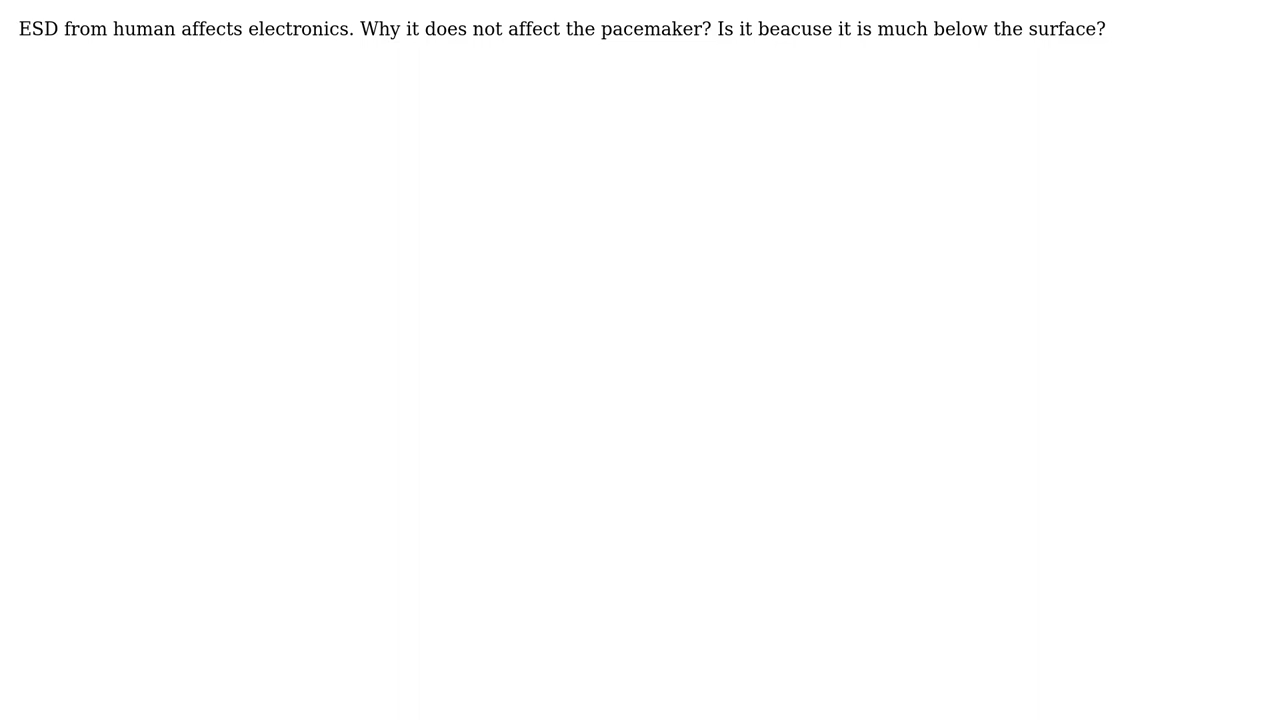 ESD from human affects electronics. Why it does not affect the pacemaker? Is it beacuse it is much below the surface?